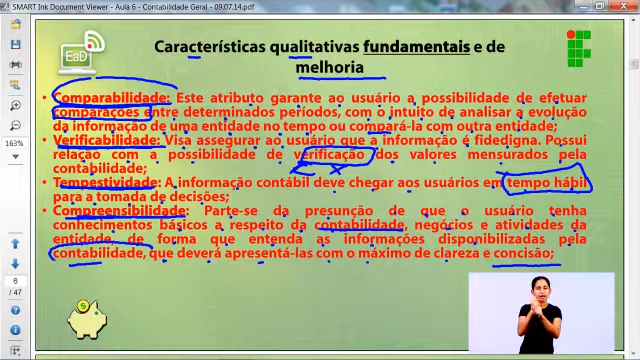 SMART Ink Document Viewer - Aula 6 - Contabilidade Geral - 09.07.14.pdf
EaD
Características qualitativas fundamentais e de
melhoria
• Comparabilidade: Este atributo garante ao usuário a possibilidade de efetuar
comparações entre determinados períodos, com o intuito de analisar a evolução
da informação de uma entidade no tempo ou compará-la com outra entidade;
• Verificabilidade: Visa assegurar ao usuário que a informação é fidedigna. Possui
relação com a possibilidade de verificação dos valores mensurados pela
contabilidade;
• Tempestividade: A informação contábil deve chegar aos usuários em tempo hábil
para a tomada de decisões;
• Compreensibilidade: Parte-se da presunção de que o usuário tenha
conhecimentos básicos a respeito da contabilidade, negócios e atividades da
entidade, de forma que entenda as informações disponibilizadas pela
contabilidade, que deverá apresentá-las com o máximo de clareza e concisão;
163%
6
/ 47
$